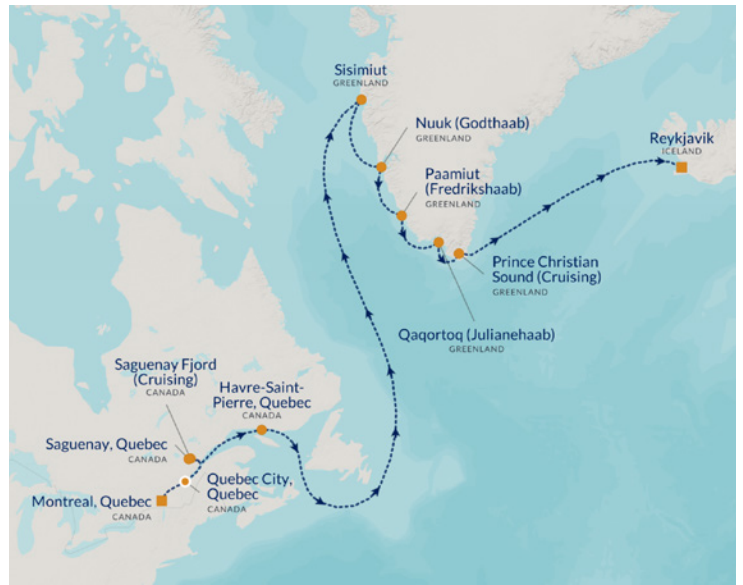 Sisimiut
GREENLAND
Nuuk (Godthaab)
GREENLAND
Reykjavik
ICELAND
Paamiut
(Fredrikshaab)
GREENLAND
Prince Christian
Sound (Cruising)
GREENLAND
Qaqortoq (Julianehaab)
GREENLAND
Saguenay Fjord
(Cruising)
CANADA
Havre-Saint-
Pierre, Quebec
CANADA
Saguenay, Quebec
CANADA
Quebec City,
Quebec
CANADA
Montreal, Quebec
CANADA